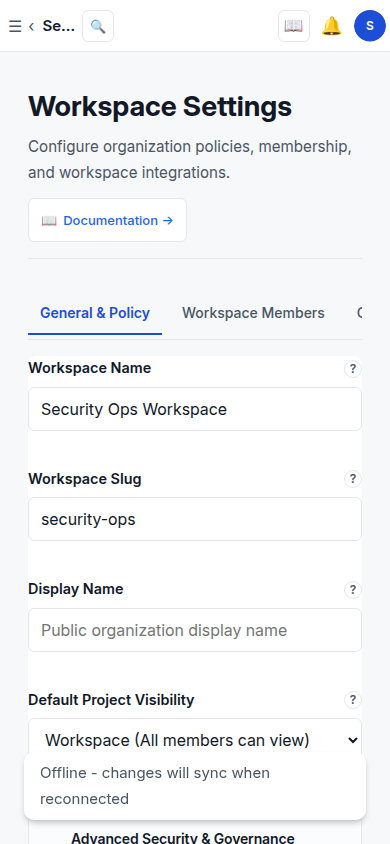 ‹ Se...
S
Workspace Settings
Configure organization policies, membership,
and workspace integrations.
Documentation →
General & Policy Workspace Members
Workspace Name ?
Security Ops Workspace
Workspace Slug ?
security-ops
Display Name ?
Public organization display name
Default Project Visibility ?
Workspace (All members can view)
Offline - changes will sync when
reconnected
Advanced Security & Governance